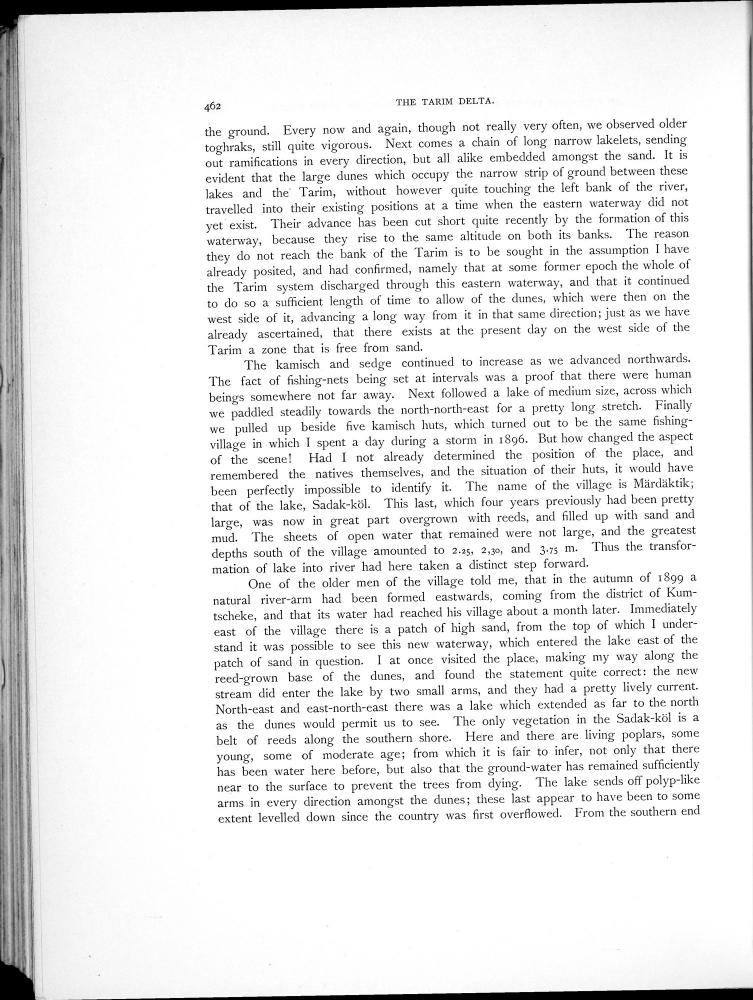 462
THE TARIM DELTA.
the ground. Every now and again, though not really very often, we observed older
toghraks, still quite vigorous. Next comes a chain of long narrow lakelets, sending
out ramifications in every direction, but all alike embedded amongst the sand. It is
evident that the large dunes which occupy the narrow strip of ground between these
lakes and the Tarim, without however quite touching the left bank of the river,
travelled into their existing positions at a time when the eastern waterway did not
yet exist. Their advance has been cut short quite recently by the formation of this
waterway, because they rise to the same altitude on both its banks. The reason
they do not reach the bank of the Tarim is to be sought in the assumption I have
already posited, and had confirmed, namely that at some former epoch the whole of
the Tarim system discharged through this eastern waterway, and that it continued
to do so a sufficient length of time to allow of the dunes, which were then on the
west side of it, advancing a long way from it in that same direction; just as we have
already ascertained, that there exists at the present day on the west side of the
Tarim a zone that is free from sand.
The kamisch and sedge continued to increase as we advanced northwards.
The fact of fishing-nets being set at intervals was a proof that there were human
beings somewhere not far away. Next followed a lake of medium size, across which
we paddled steadily towards the north-north-east for a pretty long stretch. Finally
we pulled up beside five kamisch huts, which turned out to be the same fishing-
village in which I spent a day during a storm in 1896. But how changed the aspect
of the scene! Had I not already determined the position of the place, and
remembered the natives themselves, and the situation of their huts, it would have
been perfectly impossible to identify it. The name of the village is Märdäktik;
that of the lake, Sadak-köl. This last, which four years previously had been pretty
large, was now in great part overgrown with reeds, and filled up with sand and
mud. The sheets of open water that remained were not large, and the greatest
depths south of the village amounted to 2.25, 2,30, and 3.75 m. Thus the transfor-
mation of lake into river had here taken a distinct step forward.
One of the older men of the village told me, that in the autumn of 1899 a
natural river-arm had been formed eastwards, coming from the district of Kum-
tscheke, and that its water had reached his village about a month later. Immediately
east of the village there is a patch of high sand, from the top of which I under-
stand it was possible to see this new waterway, which entered the lake east of the
patch of sand in question. I at once visited the place, making my way along the
reed-grown base of the dunes, and found the statement quite correct: the new
stream did enter the lake by two small arms, and they had a pretty lively current.
North-east and east-north-east there was a lake which extended as far to the north
as the dunes would permit us to see. The only vegetation in the Sadak-köl is a
belt of reeds along the southern shore. Here and there are living poplars, some
young, some of moderate age; from which it is fair to infer, not only that there
has been water here before, but also that the ground-water has remained sufficiently
near to the surface to prevent the trees from dying. The lake sends off polyp-like
arms in every direction amongst the dunes; these last appear to have been to some
extent levelled down since the country was first overflowed. From the southern end